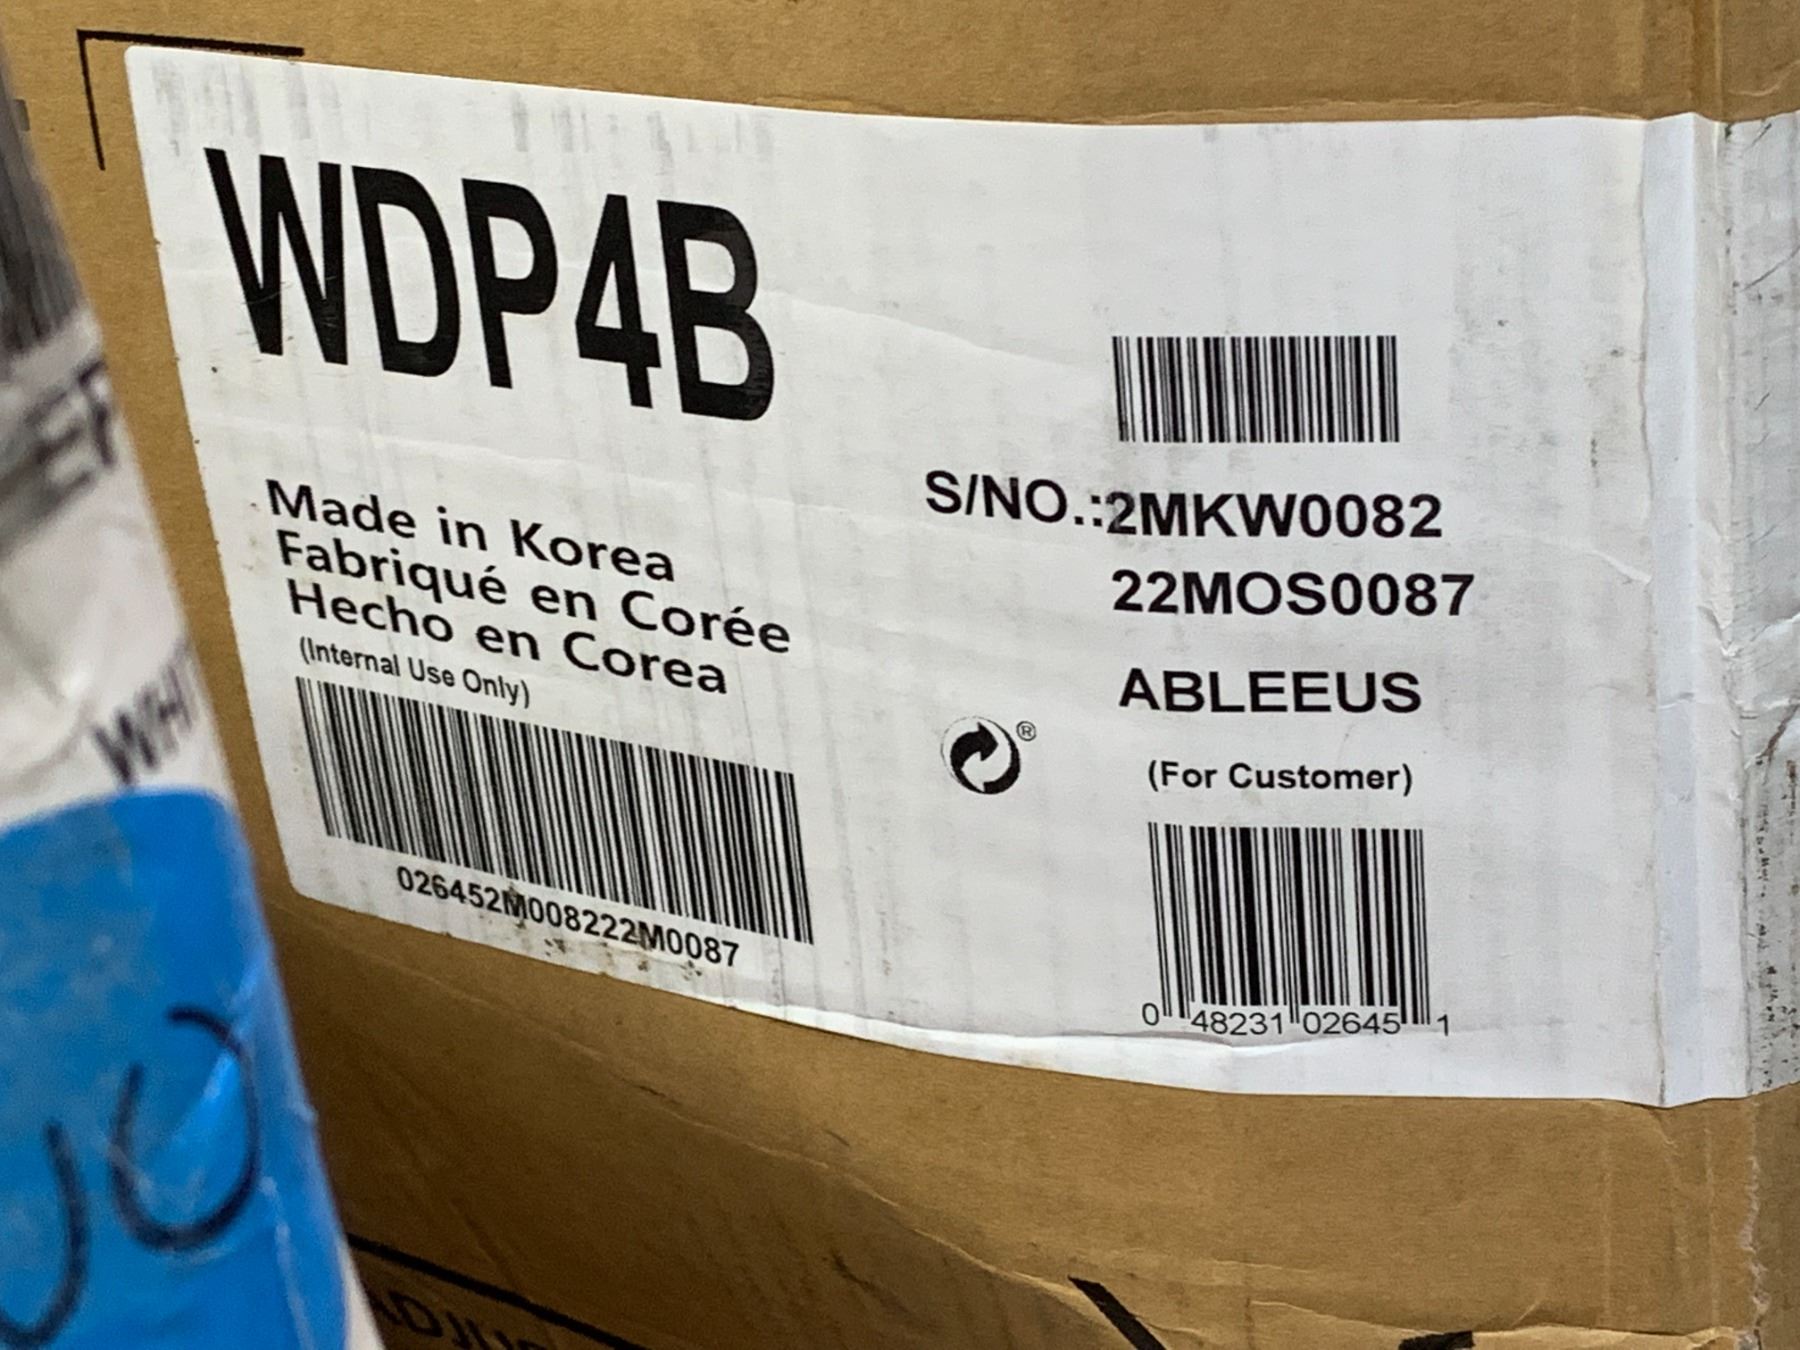 WDP4B
Made in Korea
Fabriqué en Corée
Hecho en Corea
(Internal Use Only)
026452M008222M0087
S/NO.:2MKW0082
22MOS0087
ABLEEUS
®
(For Customer)
0 48231 02645 1